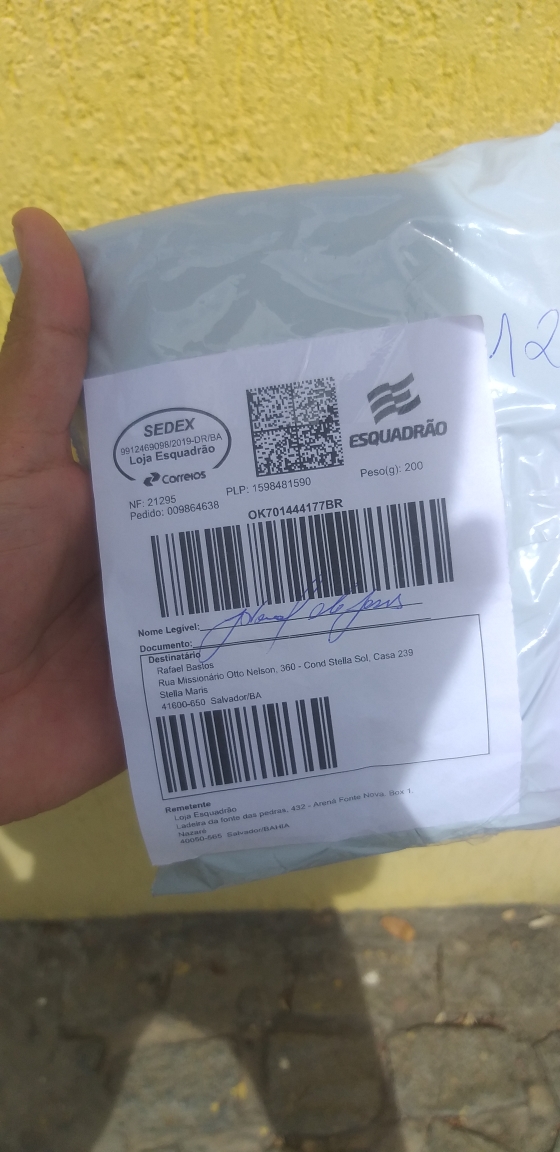 12
SEDEX
9912469098/2019-DR/BA
Loja Esquadrão
Correios
ESQUADRÃO
NF: 21295
PLP: 1598481590
Peso(g): 200
Pedido: 009864638
OK701444177BR
Nome Legível:
Documento:
Destinatário
Rafael Bastos
Rua Missionário Otto Nelson, 360 - Cond Stella Sol, Casa 239
Stella Maris
41600-650 Salvador/BA
Remetente
Loja Esquadrão
Ladeira da fonte das pedras, 432 - Arena Fonte Nova, Box 1.
Nazaré
40050-565 Salvador/BAHIA